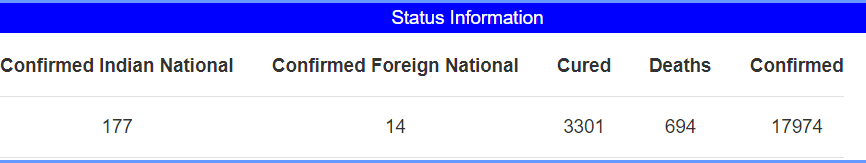 Status Information
Confirmed Indian National Confirmed Foreign National Cured Deaths Confirmed
177 14 3301 694 17974